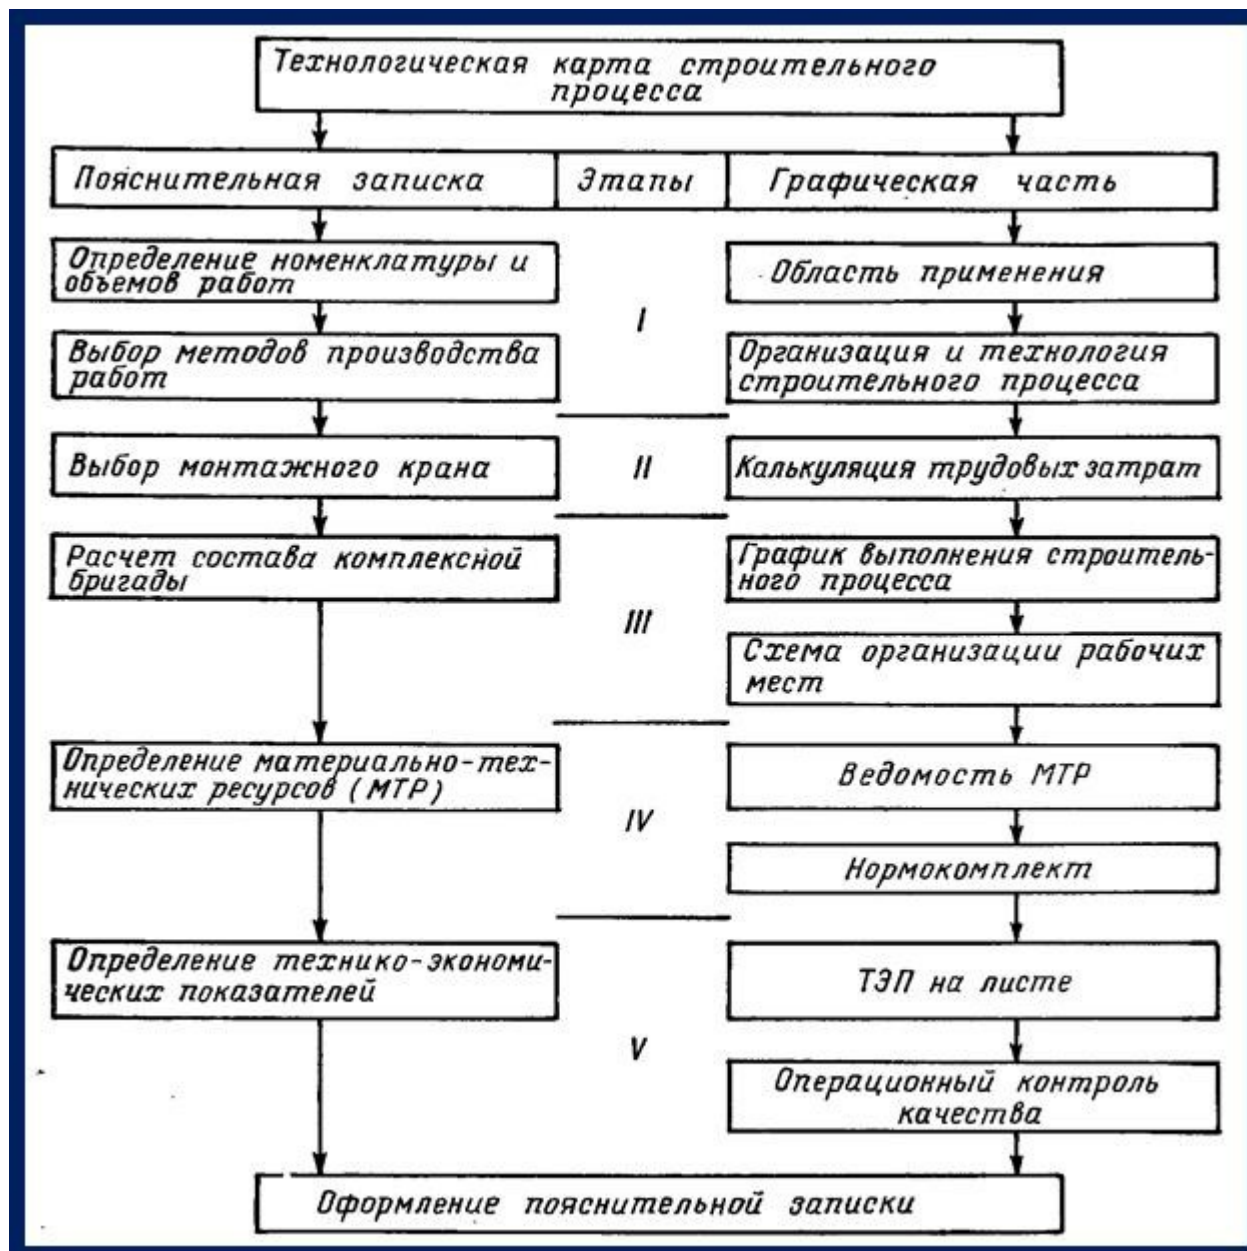 Технологическая карта строительного
процесса
Пояснительная записка
Этапы
Графическая часть
Определение номенклатуры и
объемов работ
Область применения
I
Выбор методов производства
работ
Организация и технология
строительного процесса
Выбор монтажного крана
II
Калькуляция трудовых затрат
Расчет состава комплексной
бригады
График выполнения строитель-
ного процесса
III
Схема организации рабочих
мест
Определение материально-тех-
нических ресурсов (МТР)
Ведомость МТР
IV
Нормокомплект
Определение технико-экономи-
ческих показателей
ТЭП на листе
V
Операционный контроль
качества
Оформление пояснительной записки